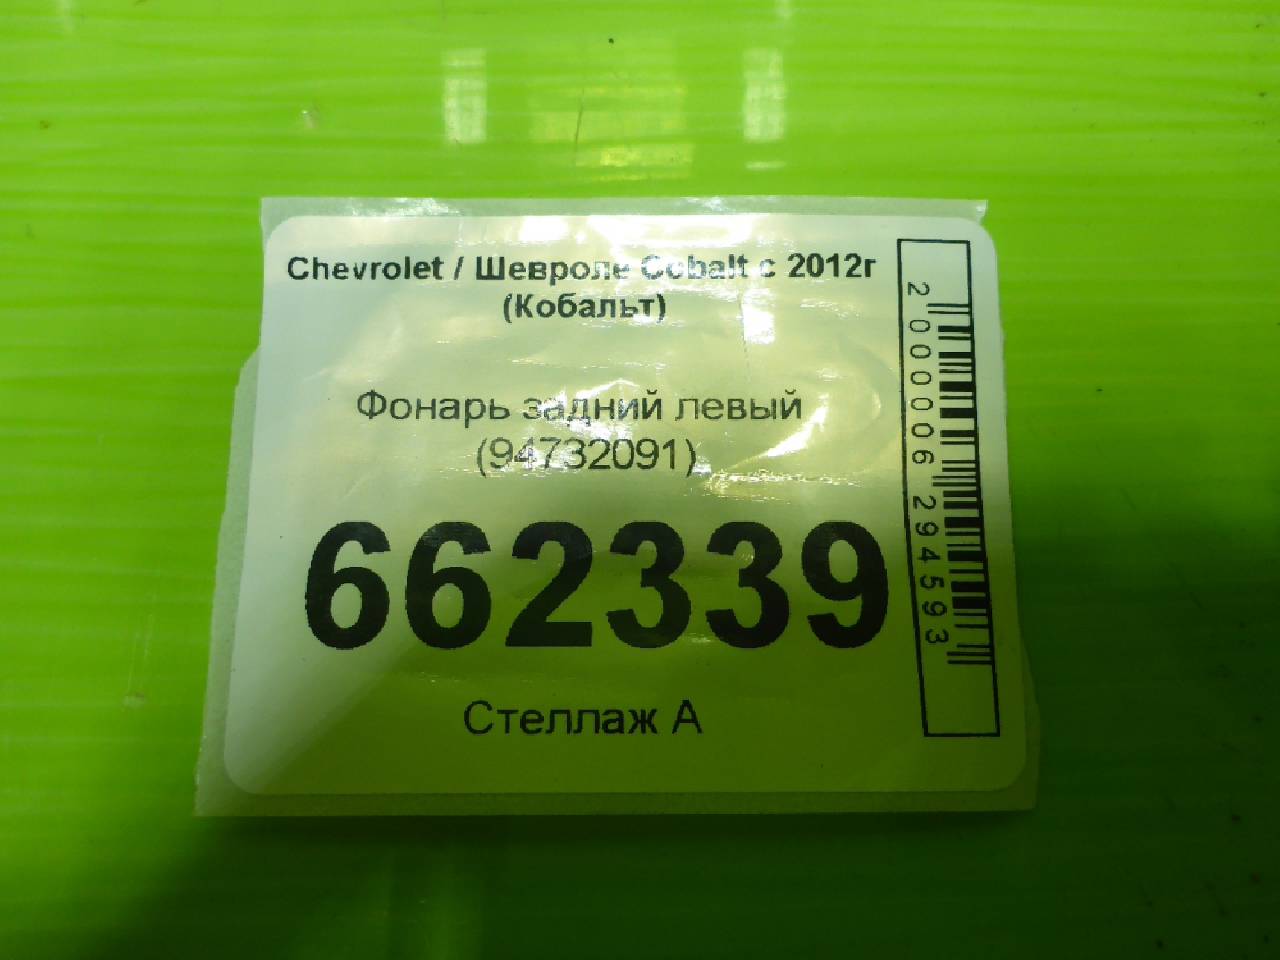 Chevrolet / Шевроле Cobalt с 2012г
(Кобальт)
Фонарь задний левый
(94732091)
662339
Стеллаж А
2 000006 294593